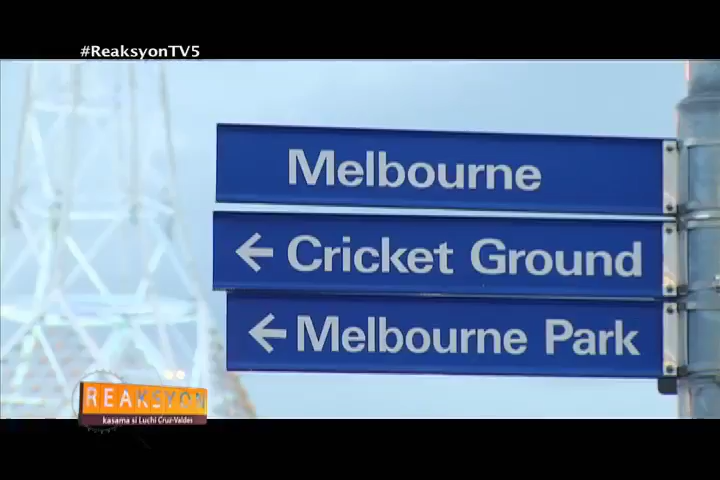 #ReaksyonTV5
Melbourne
← Cricket Ground
← Melbourne Park
REAKSYON
kasama si Luchi Cruz-Valdes